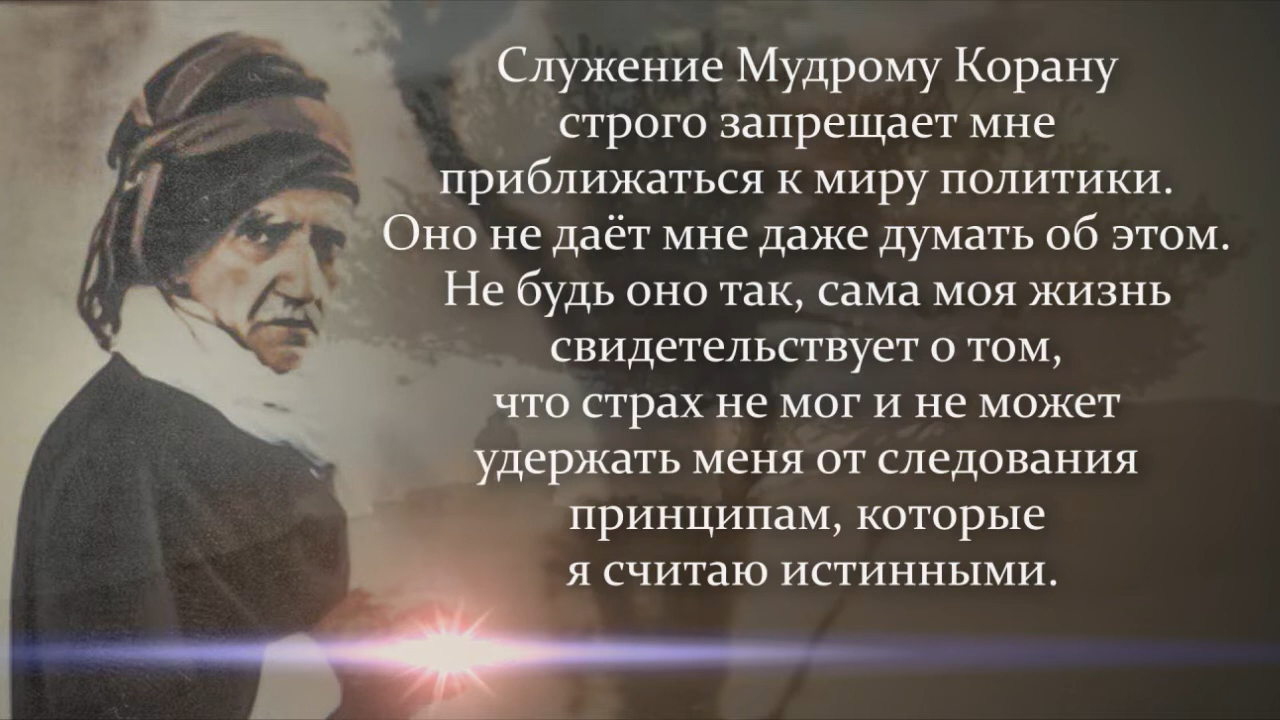 Служение Мудрому Корану
строго запрещает мне
приближаться к миру политики.
Оно не даёт мне даже думать об этом.
Не будь оно так, сама моя жизнь
свидетельствует о том,
что страх не мог и не может
удержать меня от следования
принципам, которые
я считаю истинными.